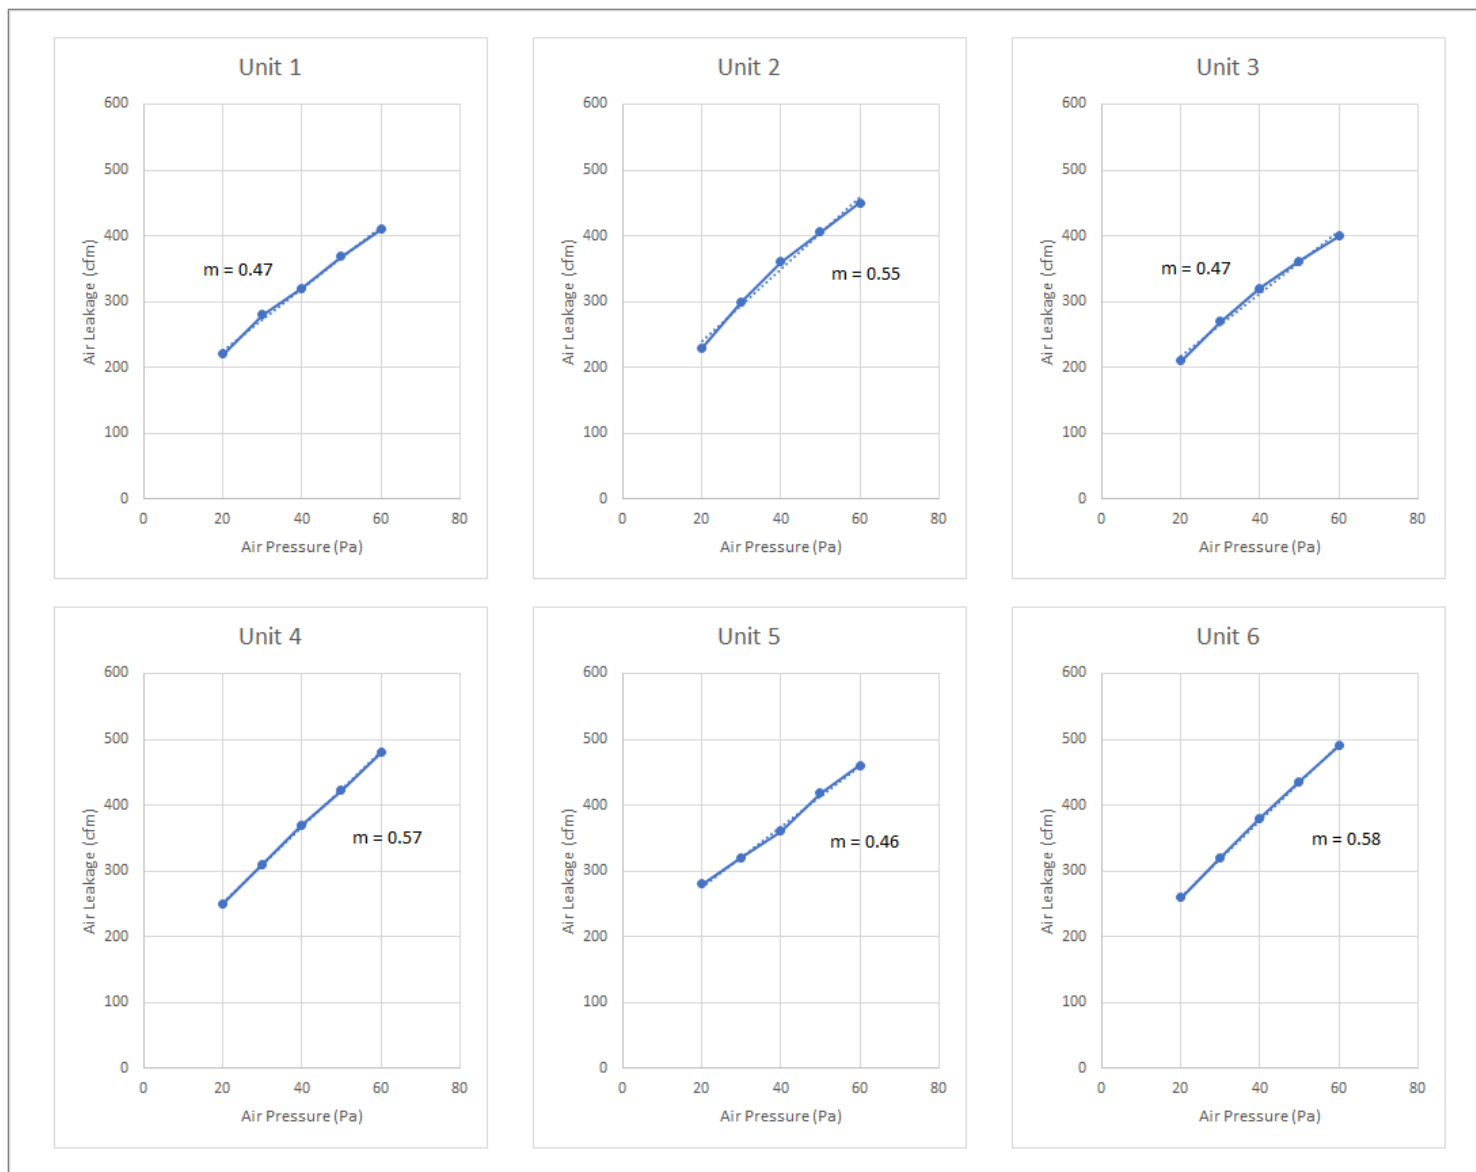 Unit 1
600
500
400
300
200
100
0
0 20 40 60 80
Air Leakage (cfm)
Air Pressure (Pa)
m = 0.47
Unit 2
600
500
400
300
200
100
0
0 20 40 60 80
Air Leakage (cfm)
Air Pressure (Pa)
m = 0.55
Unit 3
600
500
400
300
200
100
0
0 20 40 60 80
Air Leakage (cfm)
Air Pressure (Pa)
m = 0.47
Unit 4
600
500
400
300
200
100
0
0 20 40 60 80
Air Leakage (cfm)
Air Pressure (Pa)
m = 0.57
Unit 5
600
500
400
300
200
100
0
0 20 40 60 80
Air Leakage (cfm)
Air Pressure (Pa)
m = 0.46
Unit 6
600
500
400
300
200
100
0
0 20 40 60 80
Air Leakage (cfm)
Air Pressure (Pa)
m = 0.58